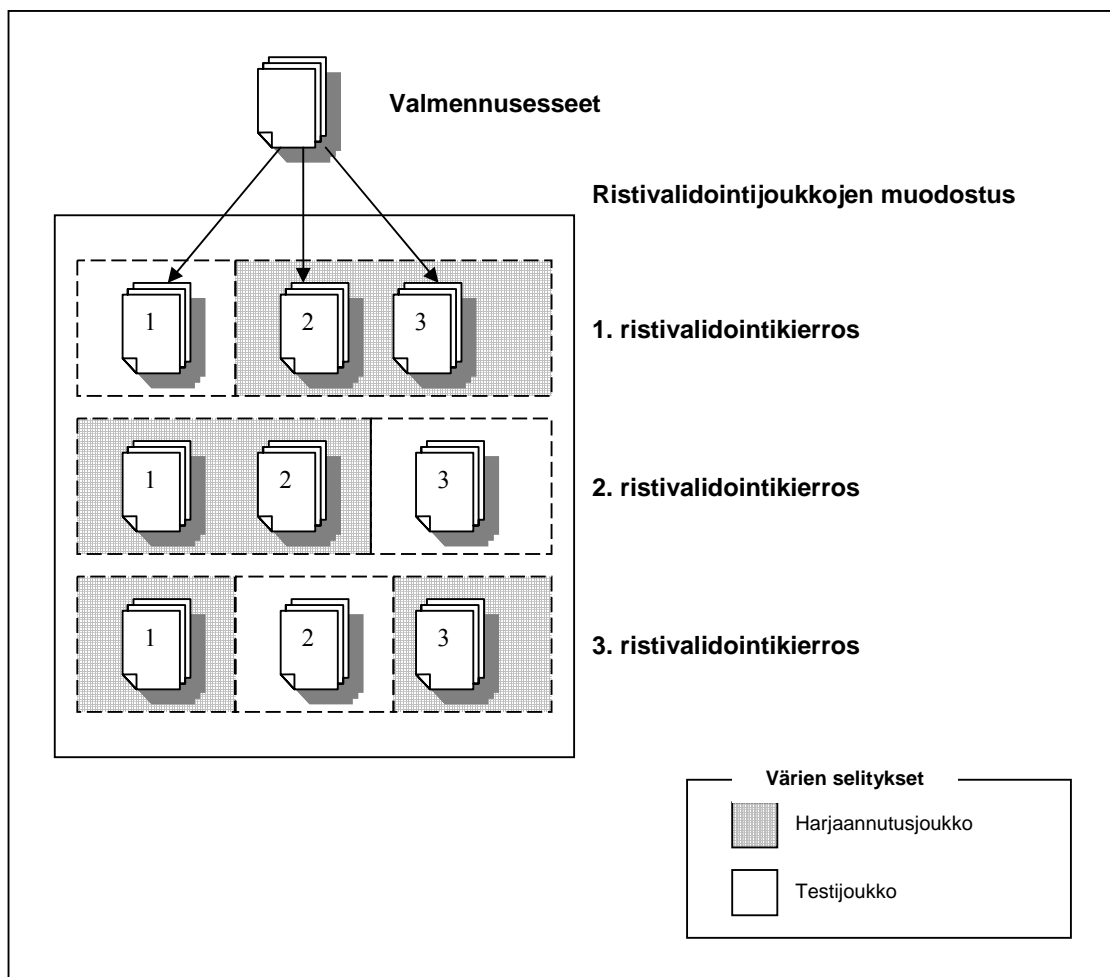 Valmennusesseet
Ristivalidointijoukkojen muodostus
1 2 3
1. ristivalidointikierros
1 2 3
2. ristivalidointikierros
1 2 3
3. ristivalidointikierros
Värien selitykset
Harjaannutusjoukko
Testijoukko